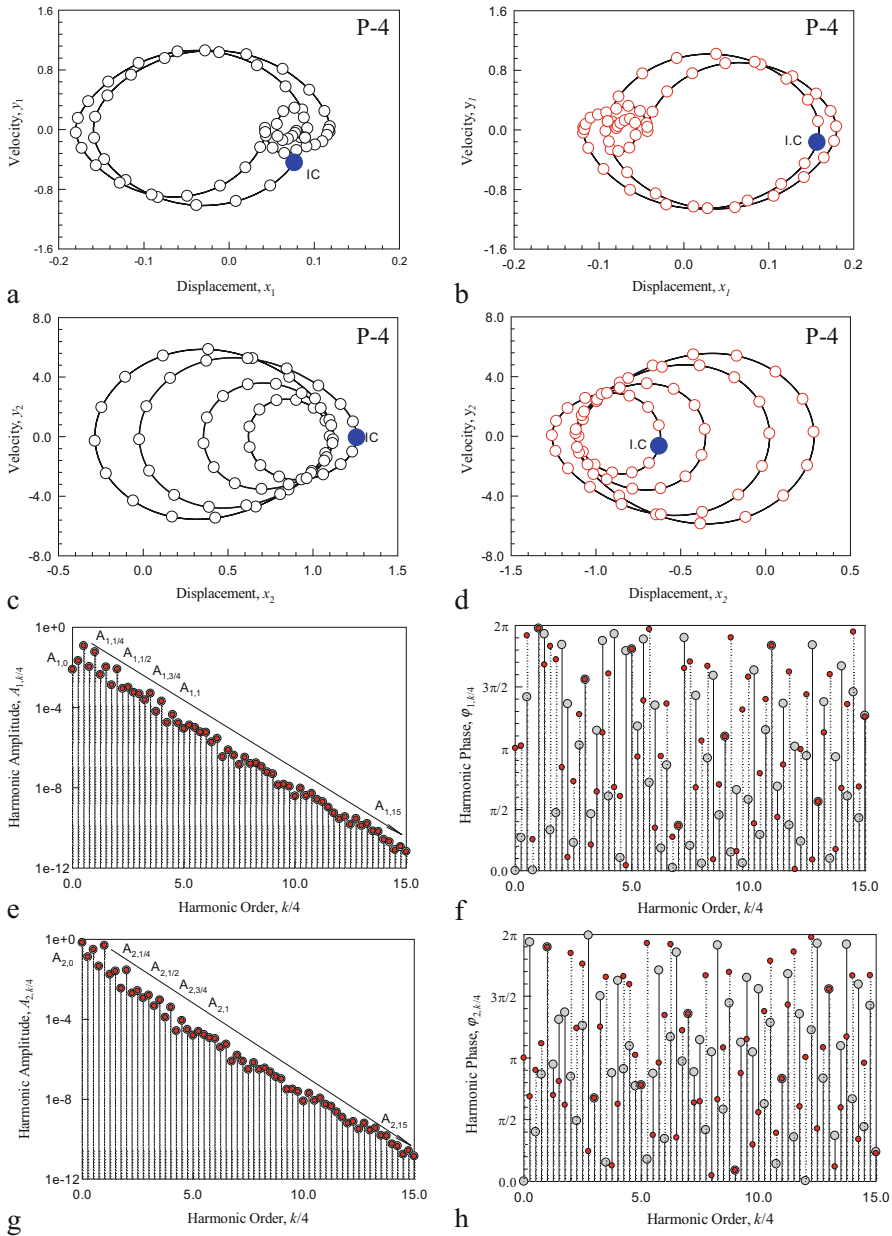 P-4
1.6
0.8
0.0
-0.8
-1.6
Velocity, y₁
IC
-0.2
-0.1
0.0
0.1
0.2
Displacement, x₁
a
P-4
1.6
0.8
0.0
-0.8
-1.6
Velocity, y₁
I.C
-0.2
-0.1
0.0
0.1
0.2
Displacement, x₁
b
P-4
8.0
4.0
0.0
-4.0
-8.0
Velocity, y₂
IC
-0.5
0.0
0.5
1.0
1.5
Displacement, x₂
c
P-4
8.0
4.0
0.0
-4.0
-8.0
Velocity, y₂
I.C
-1.5
-1.0
-0.5
0.0
0.5
Displacement, x₂
d
1e+0
1e-4
1e-8
1e-12
Harmonic Amplitude, A₁,ₖ/₄
A₁,₀
A₁,₁/₄
A₁,₁/₂
A₁,₃/₄
A₁,₁
A₁,₁₅
0.0
5.0
10.0
15.0
Harmonic Order, k/4
e
2π
3π/2
π
π/2
0.0
Harmonic Phase, φ₁,ₖ/₄
0.0
5.0
10.0
15.0
Harmonic Order, k/4
f
1e+0
1e-4
1e-8
1e-12
Harmonic Amplitude, A₂,ₖ/₄
A₂,₀
A₂,₁/₄
A₂,₁/₂
A₂,₃/₄
A₂,₁
A₂,₁₅
0.0
5.0
10.0
15.0
Harmonic Order, k/4
g
2π
3π/2
π
π/2
0.0
Harmonic Phase, φ₂,ₖ/₄
0.0
5.0
10.0
15.0
Harmonic Order, k/4
h